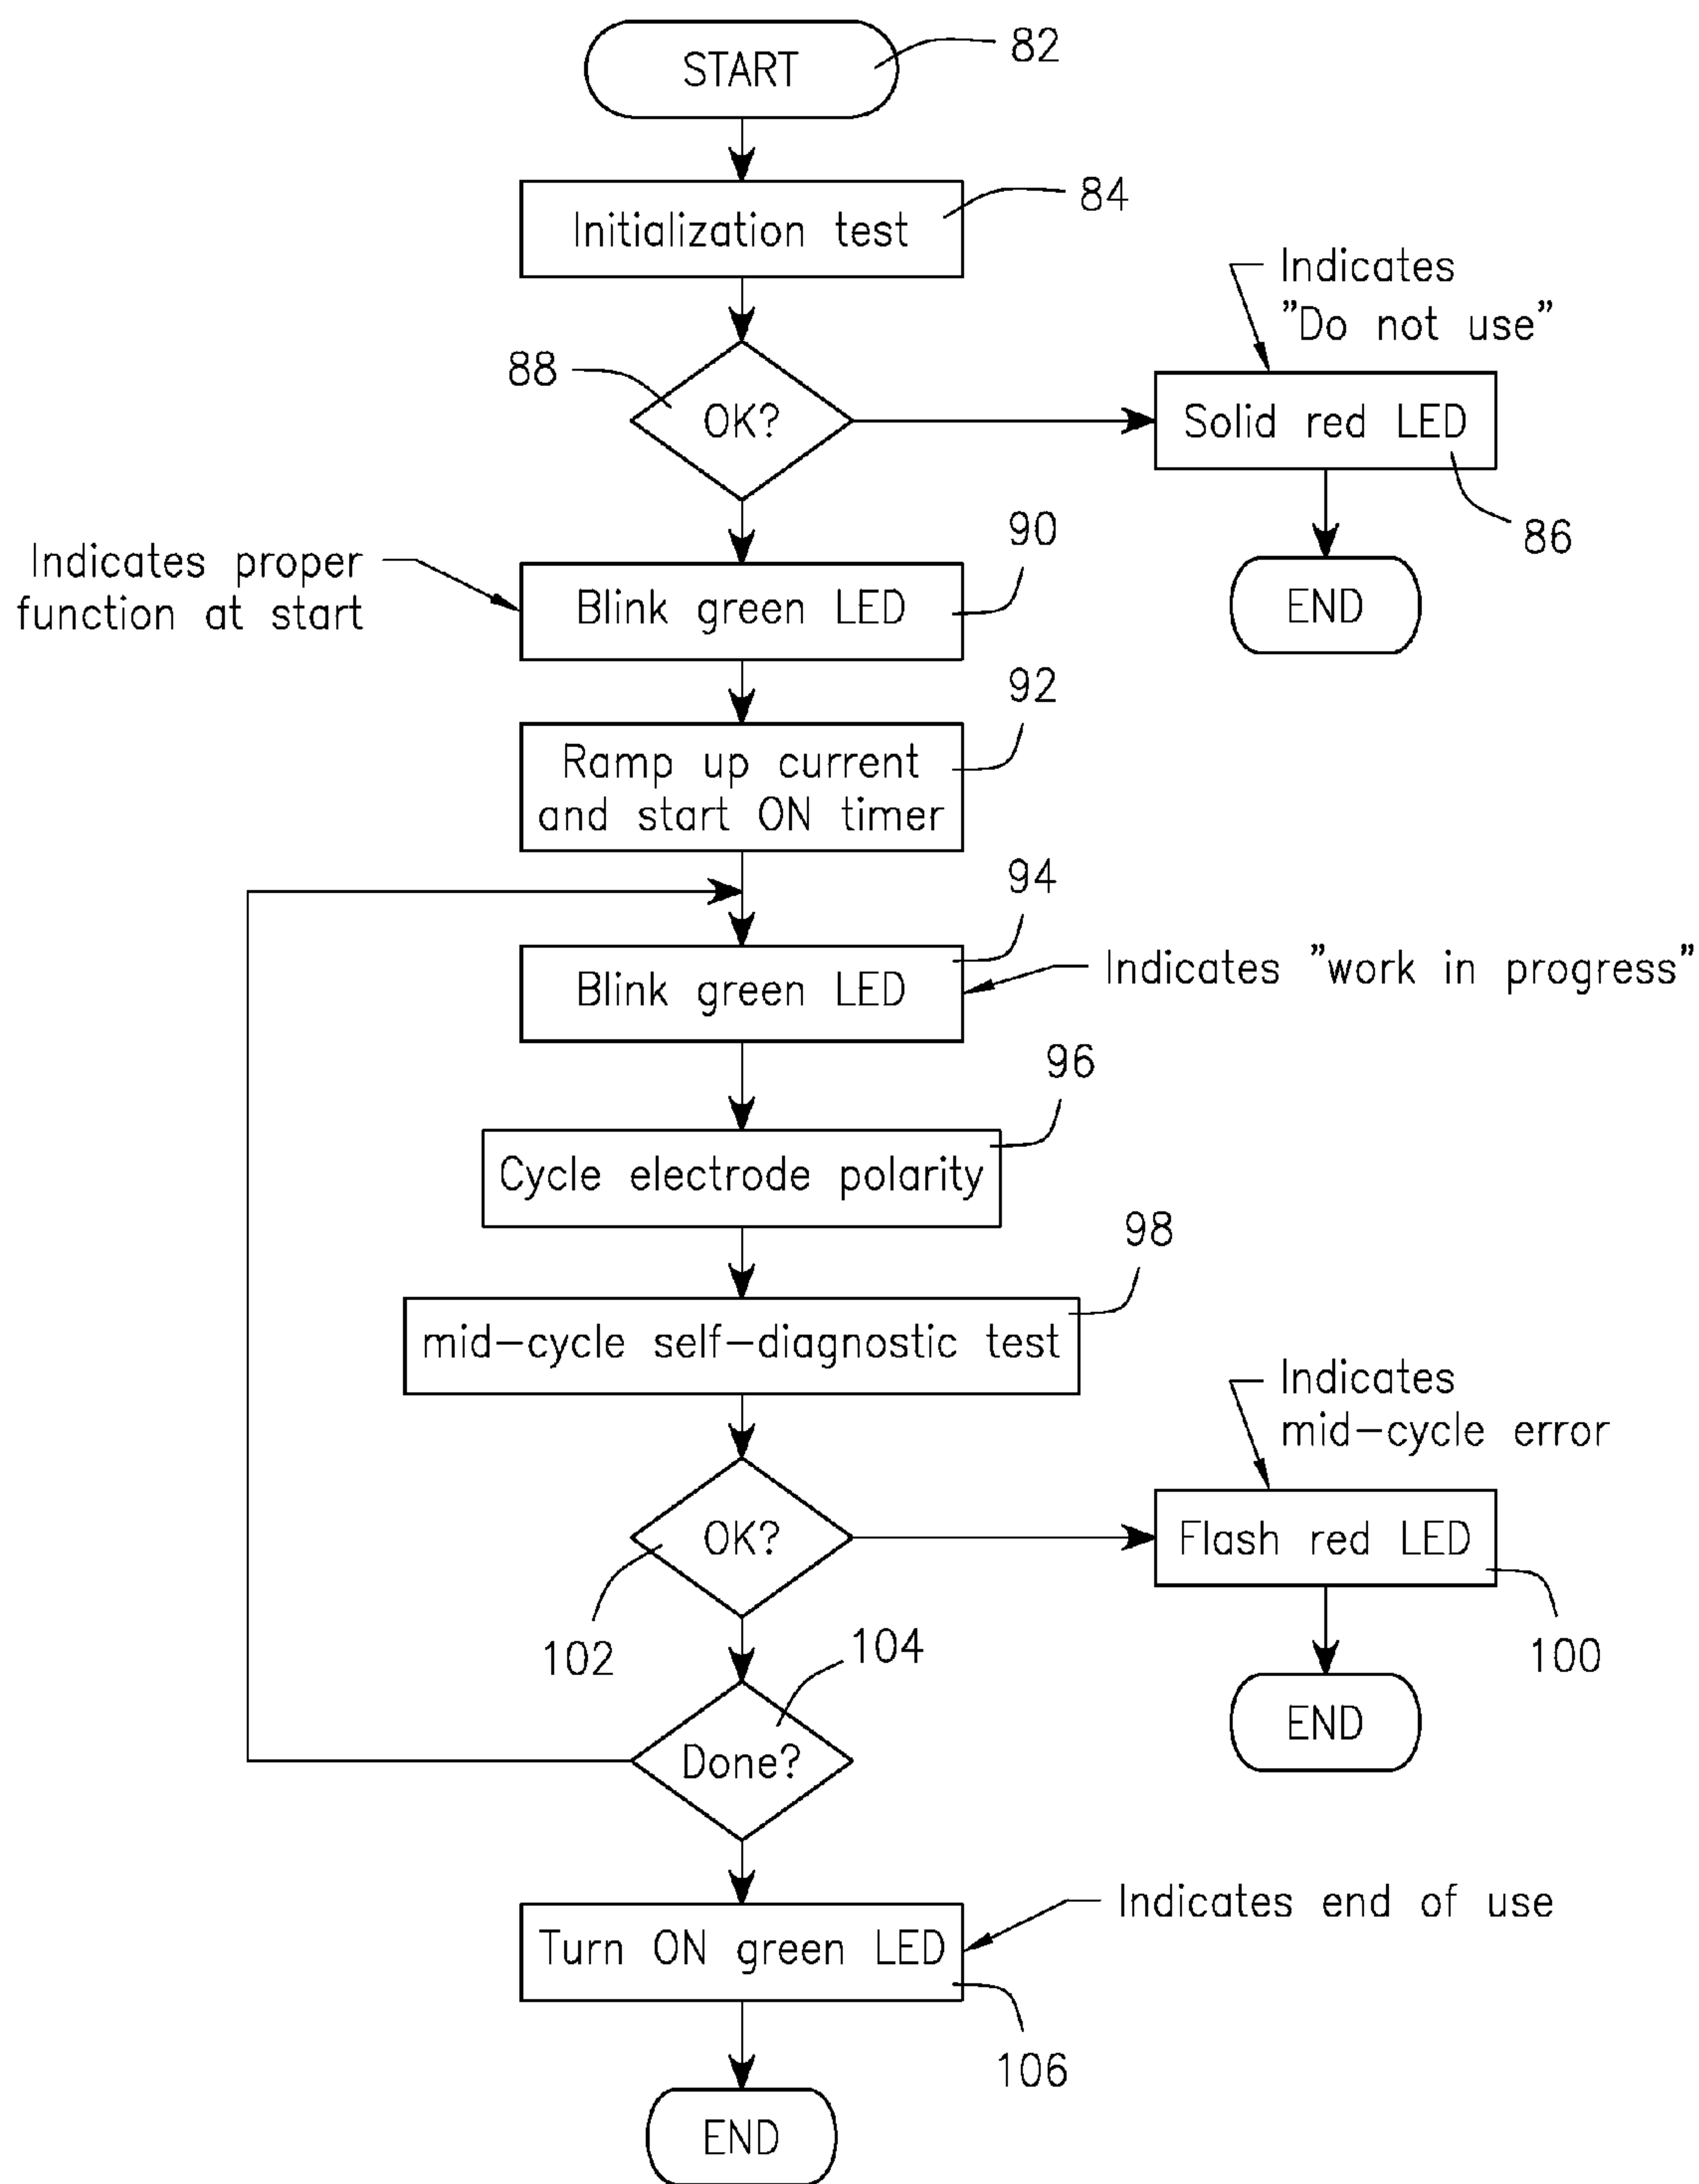 START
82
Initialization test
84
Indicates
"Do not use"
88
OK?
Solid red LED
86
END
Indicates proper
function at start
90
Blink green LED
92
Ramp up current
and start ON timer
94
Blink green LED
Indicates "work in progress"
96
Cycle electrode polarity
98
mid-cycle self-diagnostic test
Indicates
mid-cycle error
OK?
102
Flash red LED
100
END
104
Done?
Turn ON green LED
Indicates end of use
106
END